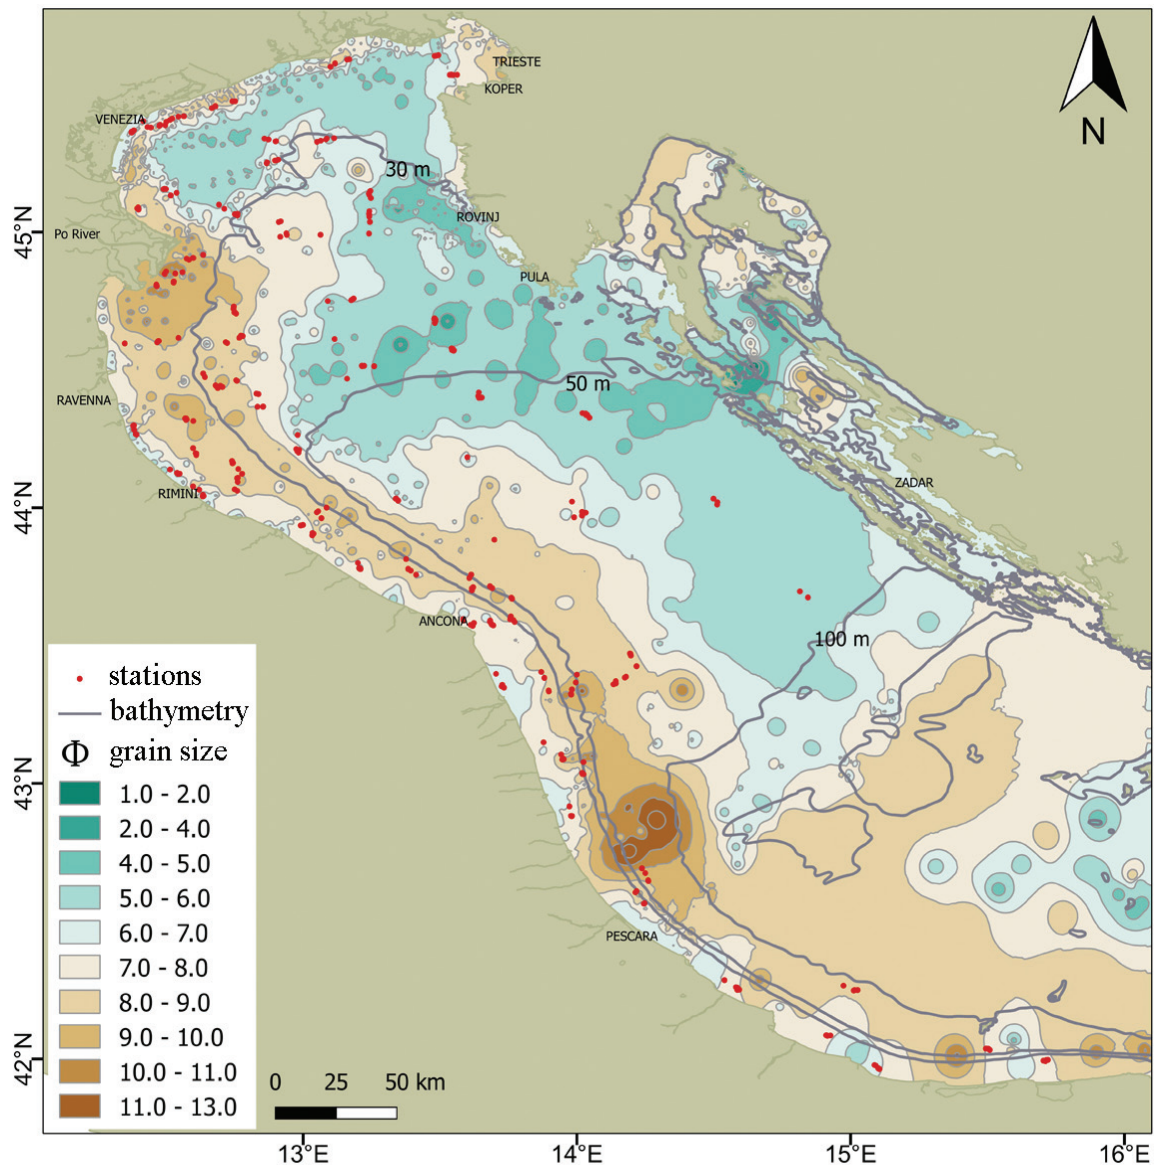 TRIESTE
KOPER
VENEZIA
N
30 m
ROVINJ
45°N
Po River
PULA
50 m
RAVENNA
ZADAR
RIMINI
44°N
ANCONA
100 m
stations
bathymetry
Φ grain size
43°N
1.0 - 2.0
2.0 - 4.0
4.0 - 5.0
5.0 - 6.0
PESCARA
6.0 - 7.0
7.0 - 8.0
8.0 - 9.0
9.0 - 10.0
42°N
10.0 - 11.0
11.0 - 13.0
0 25 50 km
13°E 14°E 15°E 16°E